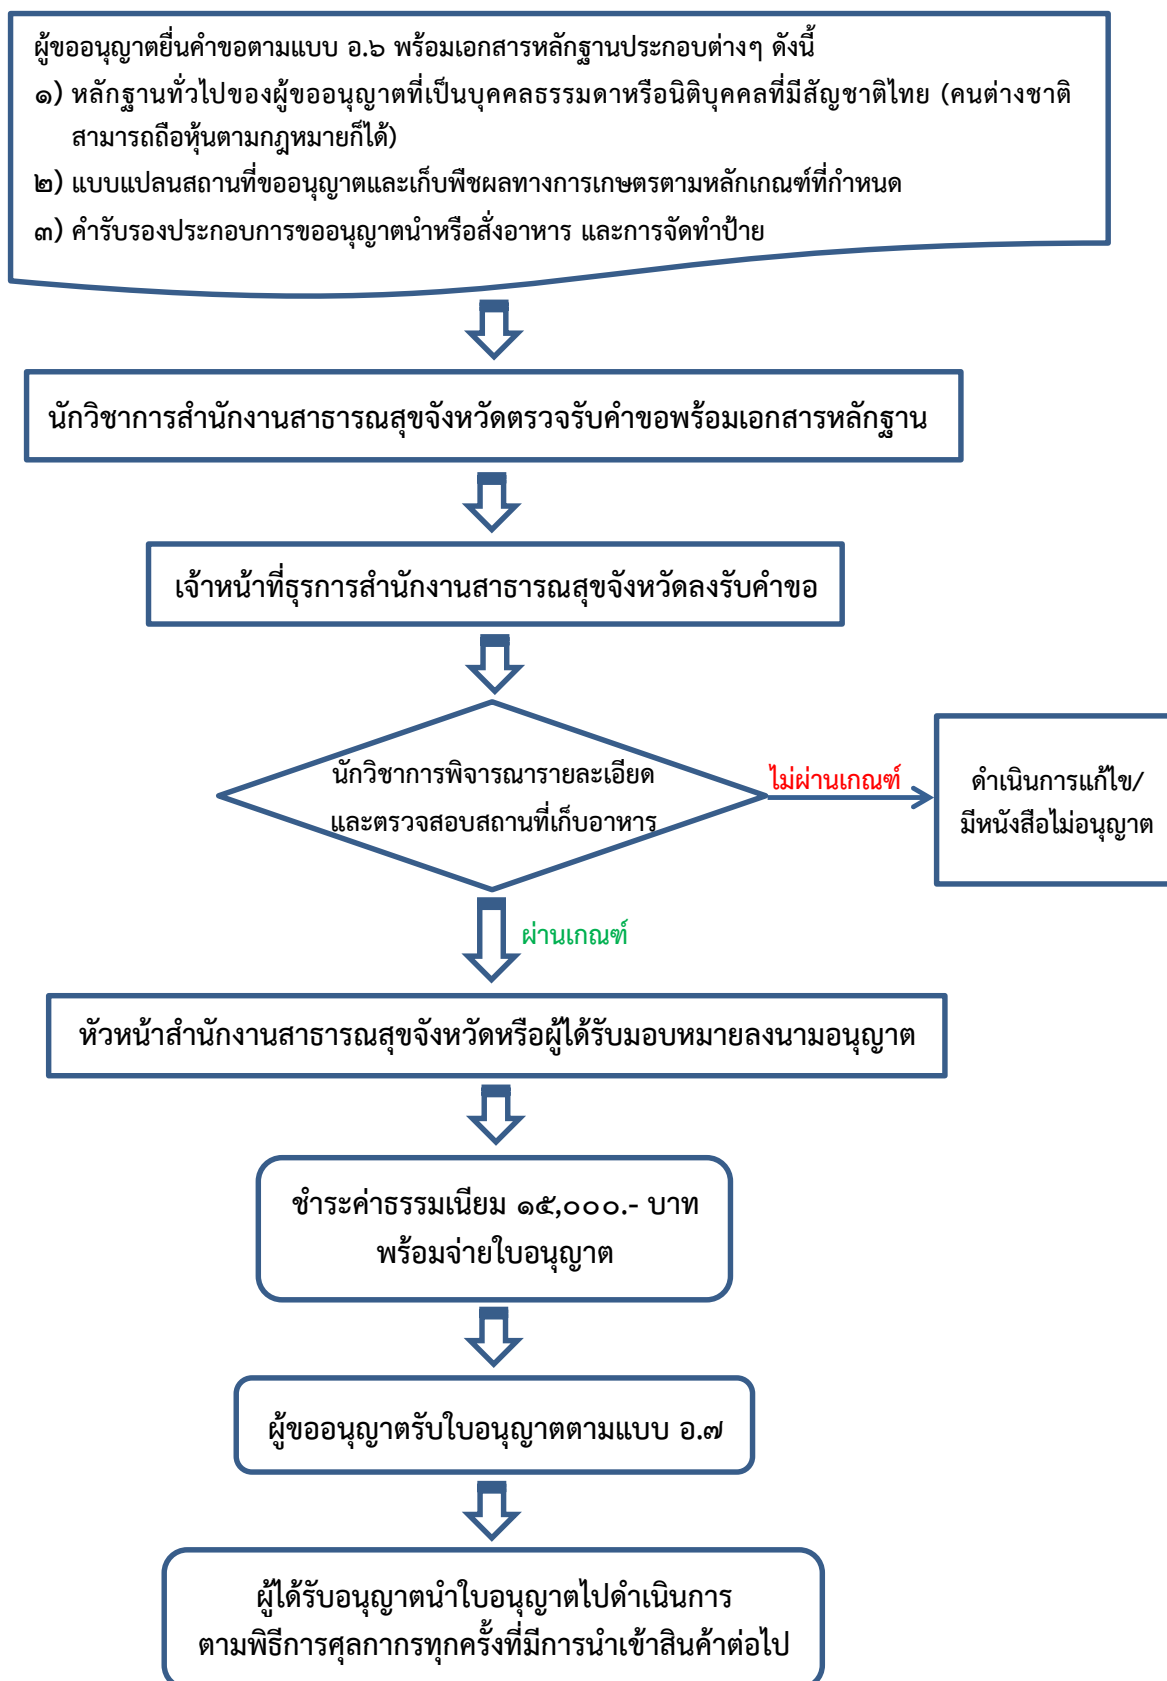 ผู้ขออนุญาตยื่นคำขอตามแบบ อ.๖ พร้อมเอกสารหลักฐานประกอบต่างๆ ดังนี้
๑) หลักฐานทั่วไปของผู้ขออนุญาตที่เป็นบุคคลธรรมดาหรือนิติบุคคลที่มีสัญชาติไทย (คนต่างชาติ
สามารถถือหุ้นตามกฎหมายก็ได้)
๒) แบบแปลนสถานที่ขออนุญาตและเก็บพืชผลทางการเกษตรตามหลักเกณฑ์ที่กำหนด
๓) คำรับรองประกอบการขออนุญาตนำหรือสั่งอาหาร และการจัดทำป้าย
นักวิชาการสำนักงานสาธารณสุขจังหวัดตรวจรับคำขอพร้อมเอกสารหลักฐาน
เจ้าหน้าที่ธุรการสำนักงานสาธารณสุขจังหวัดลงรับคำขอ
นักวิชาการพิจารณารายละเอียด
และตรวจสอบสถานที่เก็บอาหาร
ไม่ผ่านเกณฑ์
ดำเนินการแก้ไข/
มีหนังสือไม่อนุญาต
ผ่านเกณฑ์
หัวหน้าสำนักงานสาธารณสุขจังหวัดหรือผู้ได้รับมอบหมายลงนามอนุญาต
ชำระค่าธรรมเนียม ๑๕,๐๐๐.- บาท
พร้อมจ่ายใบอนุญาต
ผู้ขออนุญาตรับใบอนุญาตตามแบบ อ.๗
ผู้ได้รับอนุญาตนำใบอนุญาตไปดำเนินการ
ตามพิธีการศุลกากรทุกครั้งที่มีการนำเข้าสินค้าต่อไป